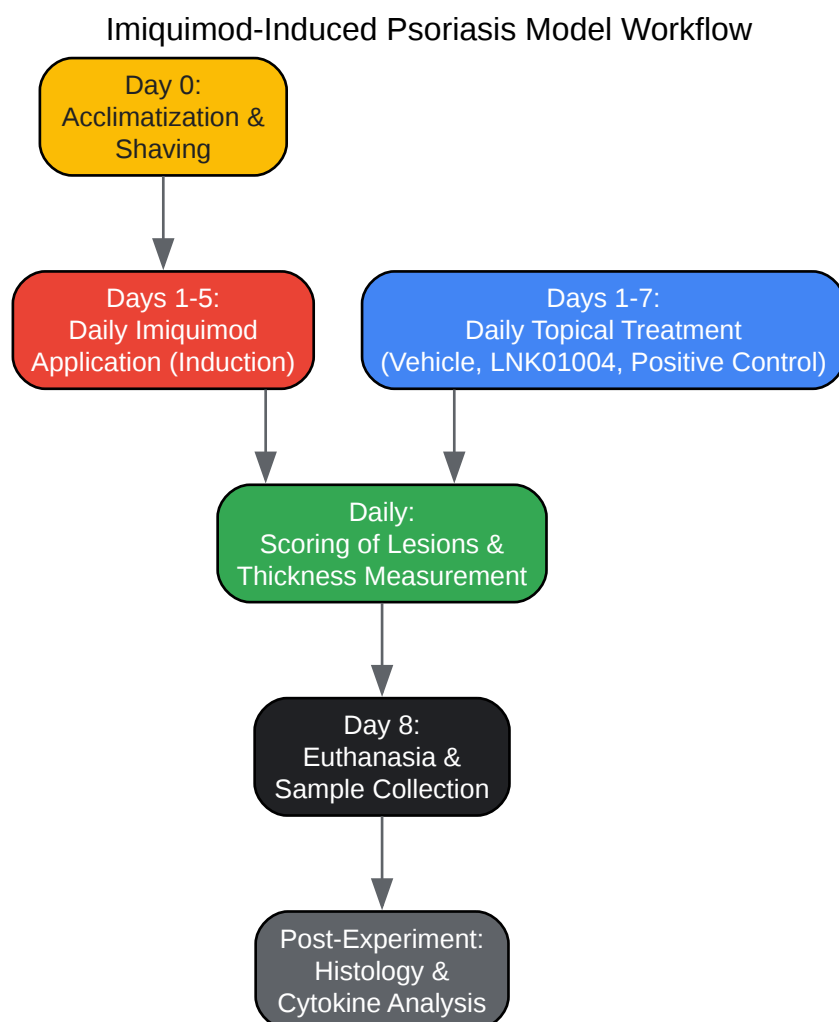 Imiquimod-Induced Psoriasis Model Workflow
Day 0:
Acclimatization &
Shaving
Days 1-5:
Daily Imiquimod
Application (Induction)
Days 1-7:
Daily Topical Treatment
(Vehicle, LNK01004, Positive Control)
Daily:
Scoring of Lesions &
Thickness Measurement
Day 8:
Euthanasia &
Sample Collection
Post-Experiment:
Histology &
Cytokine Analysis